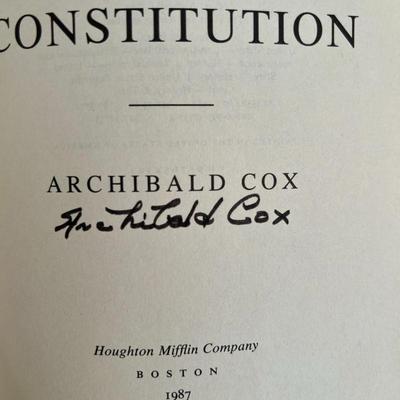 CONSTITUTION
ARCHIBALD COX
Archibald Cox
Houghton Mifflin Company
BOSTON
1987